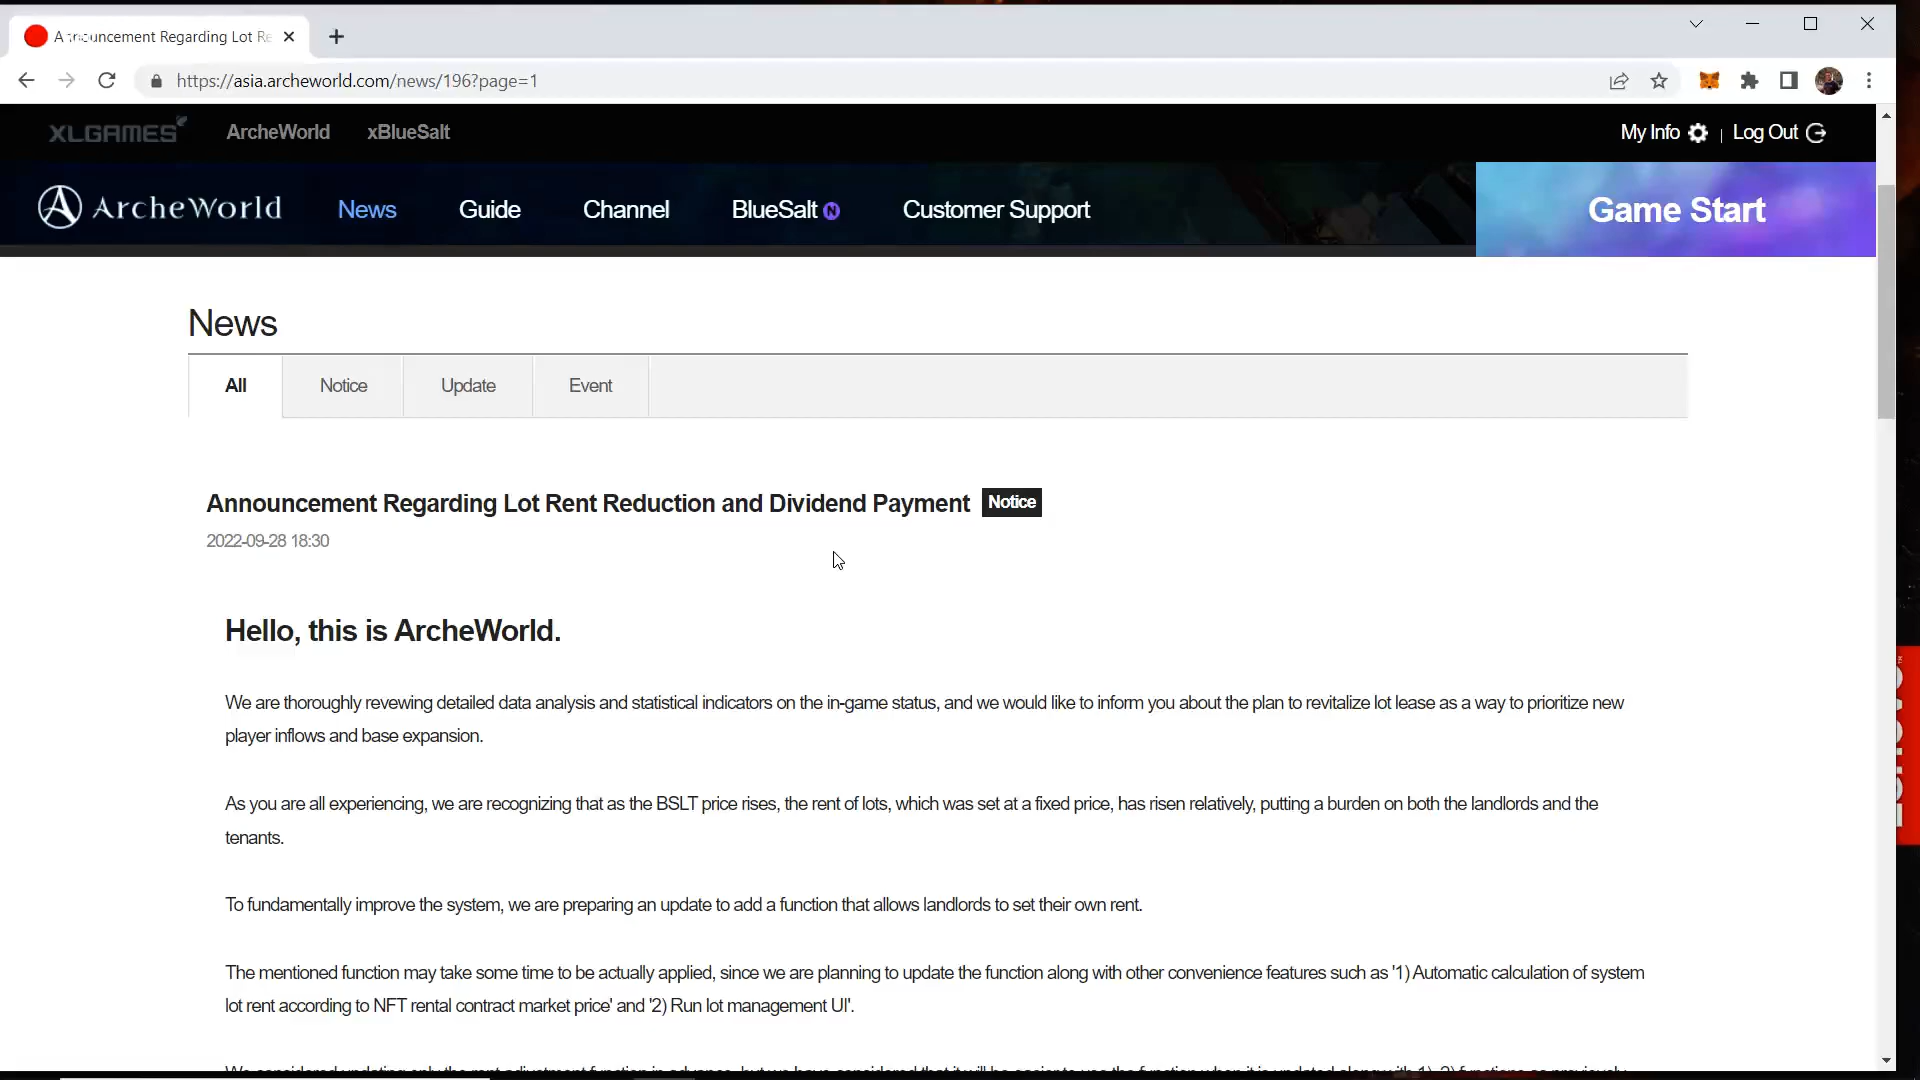 Announcement Regarding Lot Re
https://asia.archeworld.com/news/196?page=1
XLGAMES ArcheWorld xBlueSalt My Info | Log Out
ArcheWorld News Guide Channel BlueSalt N Customer Support Game Start
News
All Notice Update Event
Announcement Regarding Lot Rent Reduction and Dividend Payment Notice
2022-09-28 18:30
Hello, this is ArcheWorld.
We are thoroughly revewing detailed data analysis and statistical indicators on the in-game status, and we would like to inform you about the plan to revitalize lot lease as a way to prioritize new
player inflows and base expansion.
As you are all experiencing, we are recognizing that as the BSLT price rises, the rent of lots, which was set at a fixed price, has risen relatively, putting a burden on both the landlords and the
tenants.
To fundamentally improve the system, we are preparing an update to add a function that allows landlords to set their own rent.
The mentioned function may take some time to be actually applied, since we are planning to update the function along with other convenience features such as '1) Automatic calculation of system
lot rent according to NFT rental contract market price' and '2) Run lot management UI'.